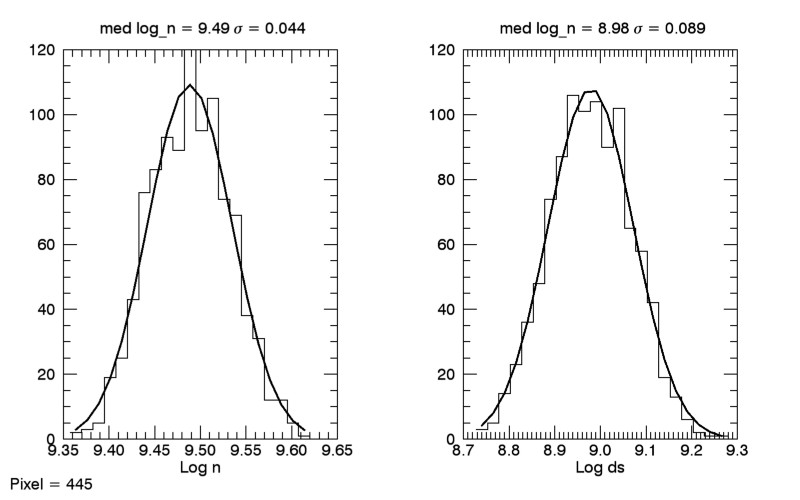 med log_n = 9.49 σ = 0.044
med log_n = 8.98 σ = 0.089
120
100
80
60
40
20
0
9.35 9.40 9.45 9.50 9.55 9.60 9.65
Log n
120
100
80
60
40
20
0
8.7 8.8 8.9 9.0 9.1 9.2 9.3
Log ds
Pixel = 445